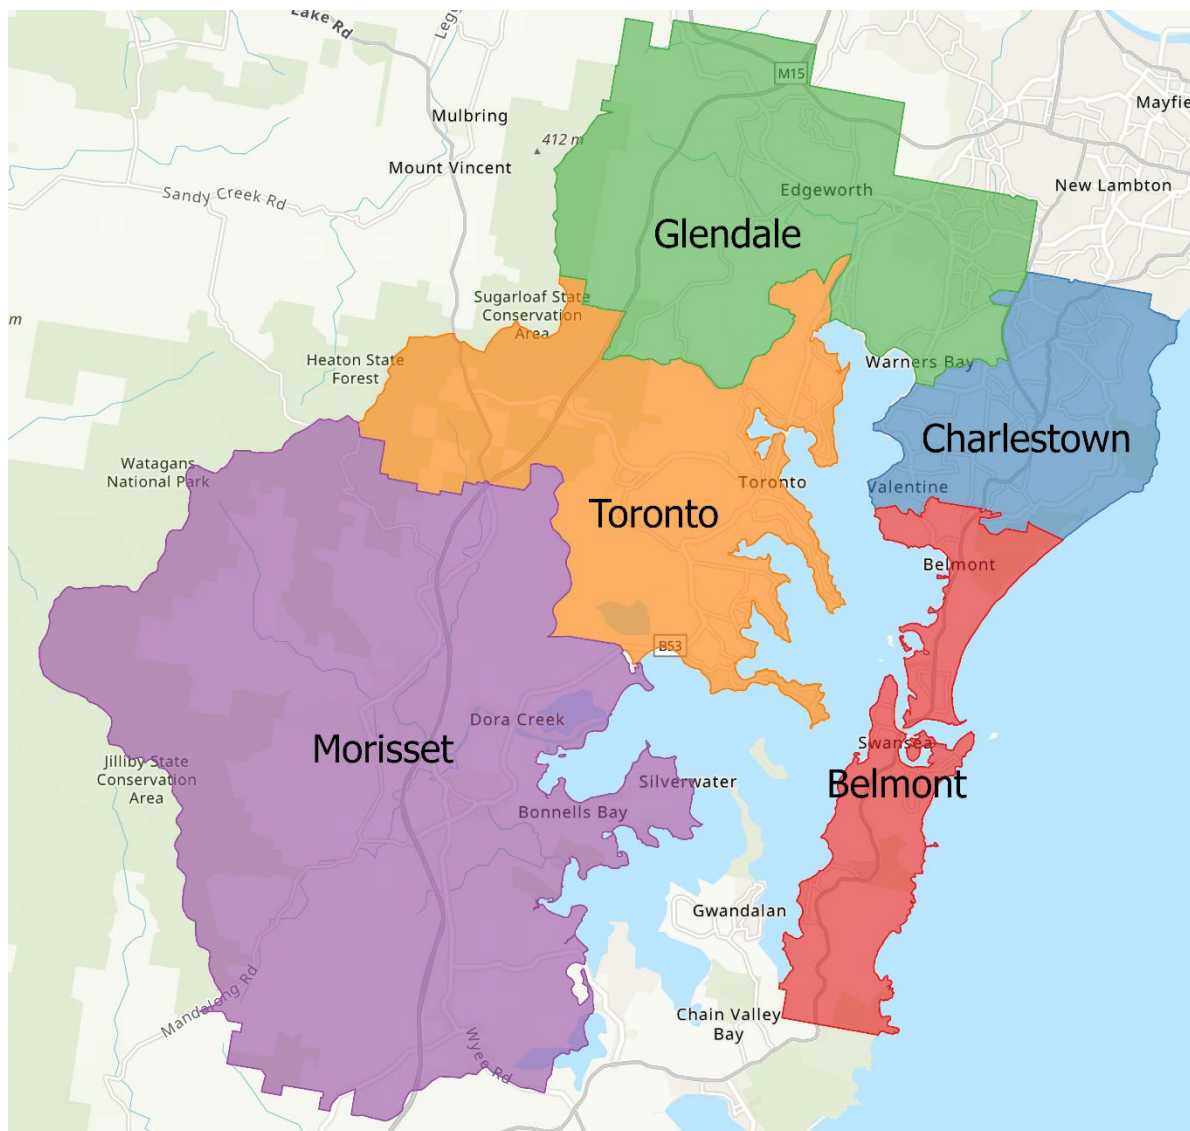 Lake Rd
M15
Mayfie
Mulbring
412 m
Mount Vincent
New Lambton
Sandy Creek Rd
Edgeworth
Glendale
Sugarloaf State
Conservation
Area
m
Heaton State
Forest
Warners Bay
Charlestown
Watagans
National Park
Toronto
Valentine
Toronto
Belmont
B53
Dora Creek
Morisset
Swansea
Jilliby State
Conservation
Area
Silverwater
Belmont
Bonnells Bay
Gwandalan
Mandalong Rd
Chain Valley
Bay
Wyee Rd